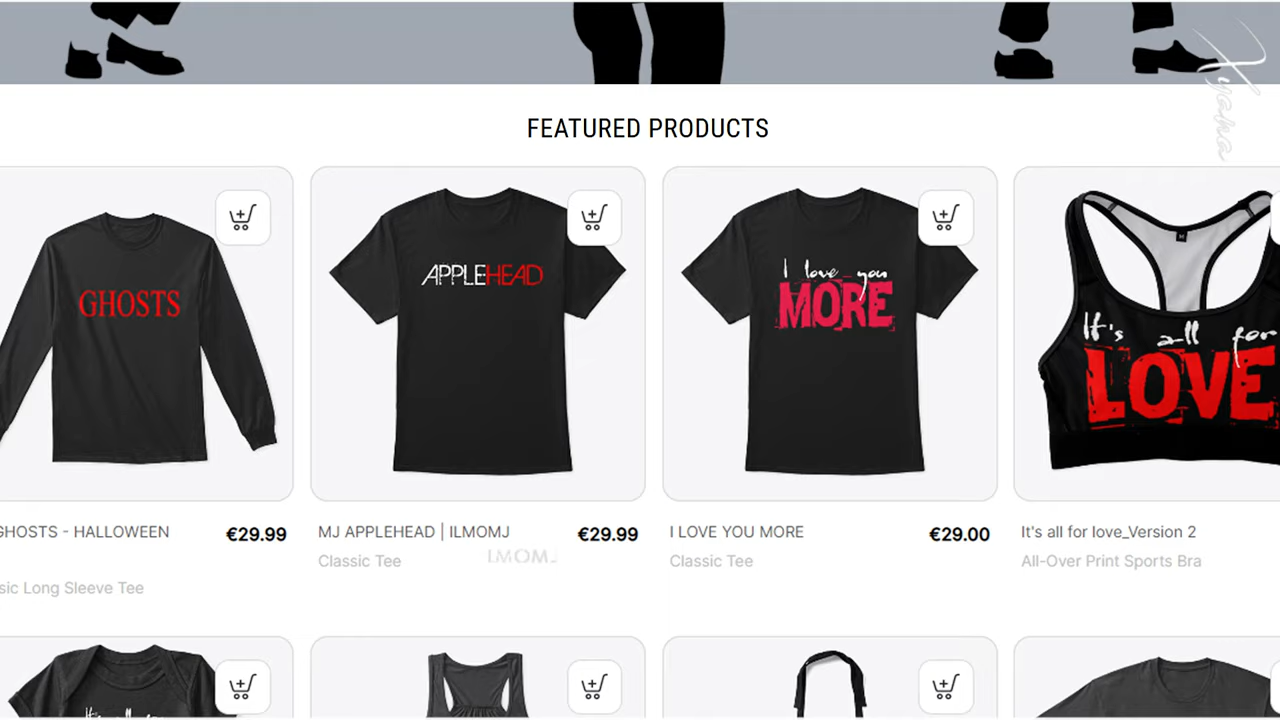 FEATURED PRODUCTS
GHOSTS
APPLEHEAD
I love you
MORE
It's all for
LOVE
GHOSTS - HALLOWEEN
€29.99
MJ APPLEHEAD | ILMOMJ
€29.99
I LOVE YOU MORE
€29.00
It's all for love_Version 2
Classic Tee
LMOMJ
Classic Tee
All-Over Print Sports Bra
sic Long Sleeve Tee